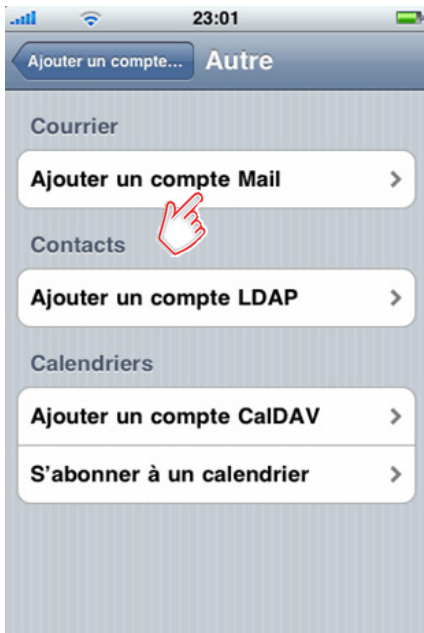 23:01
Ajouter un compte...
Autre
Courrier
Ajouter un compte Mail
Contacts
Ajouter un compte LDAP
Calendriers
Ajouter un compte CalDAV
S'abonner à un calendrier